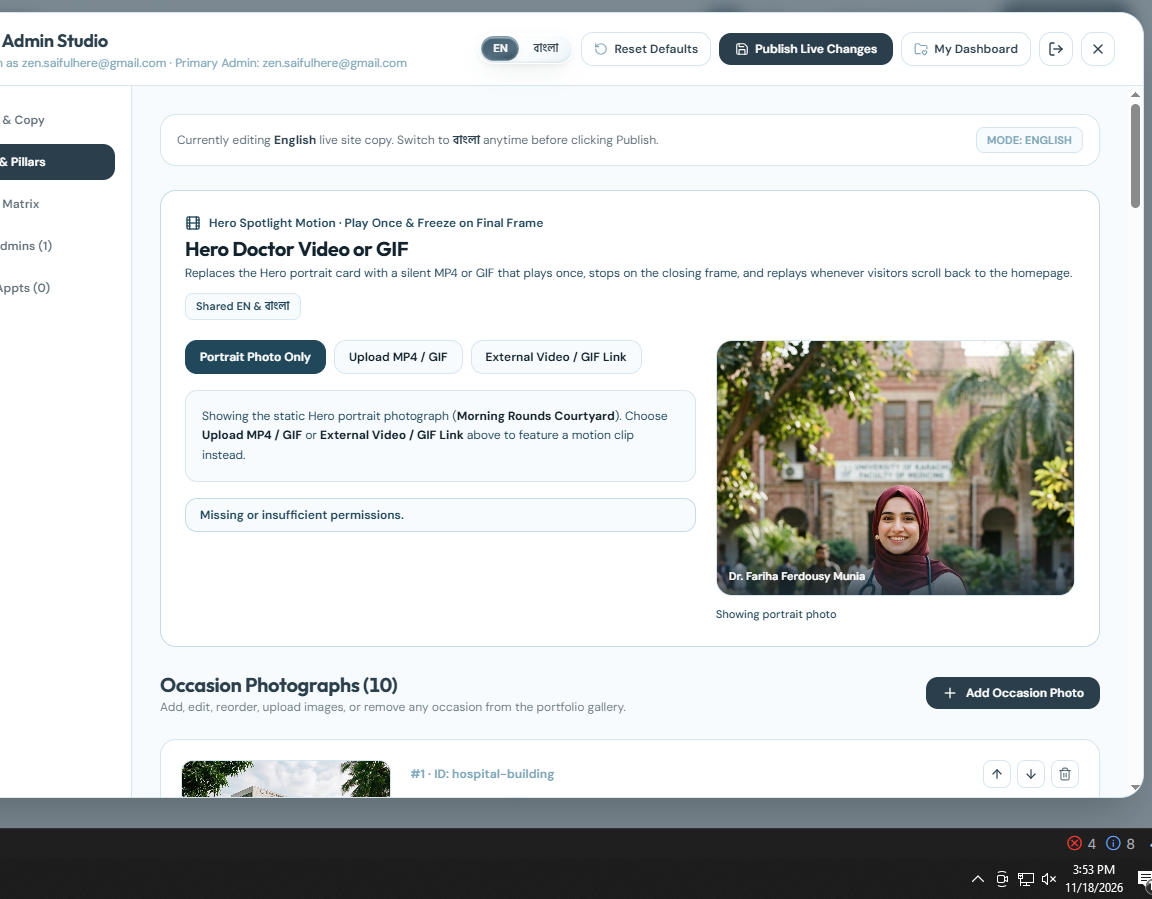 Admin Studio
n as zen.saifulhere@gmail.com · Primary Admin: zen.saifulhere@gmail.com
EN
বাংলা
Reset Defaults
Publish Live Changes
My Dashboard
& Copy
& Pillars
Matrix
dmins (1)
Appts (0)
Currently editing English live site copy. Switch to বাংলা anytime before clicking Publish.
MODE: ENGLISH
Hero Spotlight Motion · Play Once & Freeze on Final Frame
Hero Doctor Video or GIF
Replaces the Hero portrait card with a silent MP4 or GIF that plays once, stops on the closing frame, and replays whenever visitors scroll back to the homepage.
Shared EN & বাংলা
Portrait Photo Only
Upload MP4 / GIF
External Video / GIF Link
Showing the static Hero portrait photograph (Morning Rounds Courtyard). Choose
Upload MP4 / GIF or External Video / GIF Link above to feature a motion clip
instead.
Missing or insufficient permissions.
UNIVERSITY OF KARACHI
FACULTY OF MEDICINE
Dr. Fariha Ferdousy Munia
Showing portrait photo
Occasion Photographs (10)
Add, edit, reorder, upload images, or remove any occasion from the portfolio gallery.
Add Occasion Photo
#1 · ID: hospital-building
4
8
3:53 PM
11/18/2026